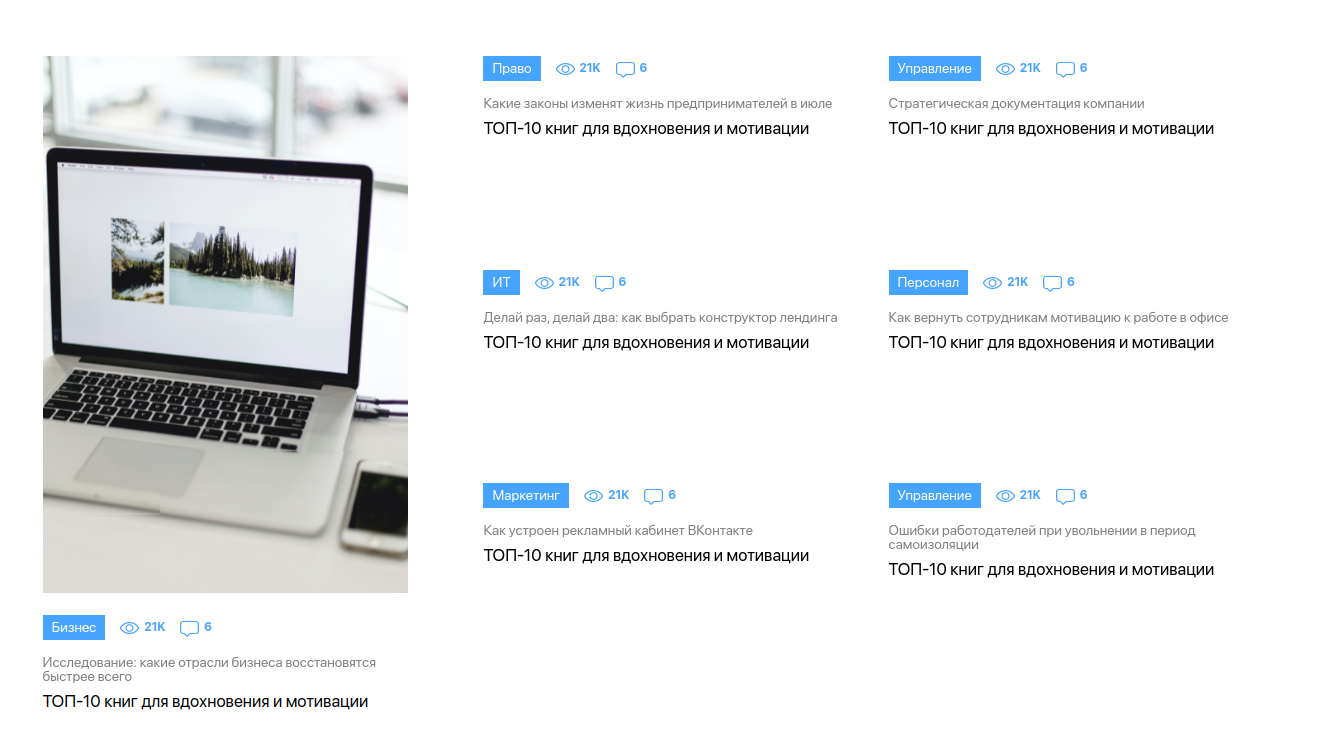 Право 21K 6
Какие законы изменят жизнь предпринимателей в июле
ТОП-10 книг для вдохновения и мотивации
Управление 21K 6
Стратегическая документация компании
ТОП-10 книг для вдохновения и мотивации
ИТ 21K 6
Делай раз, делай два: как выбрать конструктор лендинга
ТОП-10 книг для вдохновения и мотивации
Персонал 21K 6
Как вернуть сотрудникам мотивацию к работе в офисе
ТОП-10 книг для вдохновения и мотивации
Маркетинг 21K 6
Как устроен рекламный кабинет ВКонтакте
ТОП-10 книг для вдохновения и мотивации
Управление 21K 6
Ошибки работодателей при увольнении в период
самоизоляции
ТОП-10 книг для вдохновения и мотивации
Бизнес 21K 6
Исследование: какие отрасли бизнеса восстановятся
быстрее всего
ТОП-10 книг для вдохновения и мотивации